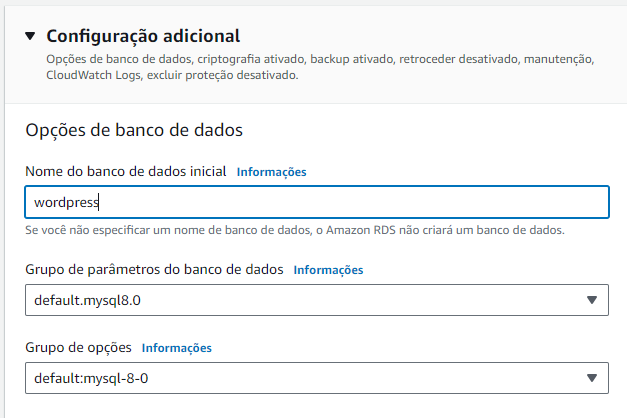 Configuração adicional
Opções de banco de dados, criptografia ativado, backup ativado, retroceder desativado, manutenção,
CloudWatch Logs, excluir proteção desativado.
Opções de banco de dados
Nome do banco de dados inicial Informações
wordpress
Se você não especificar um nome de banco de dados, o Amazon RDS não criará um banco de dados.
Grupo de parâmetros do banco de dados Informações
default.mysql8.0
Grupo de opções Informações
default:mysql-8-0